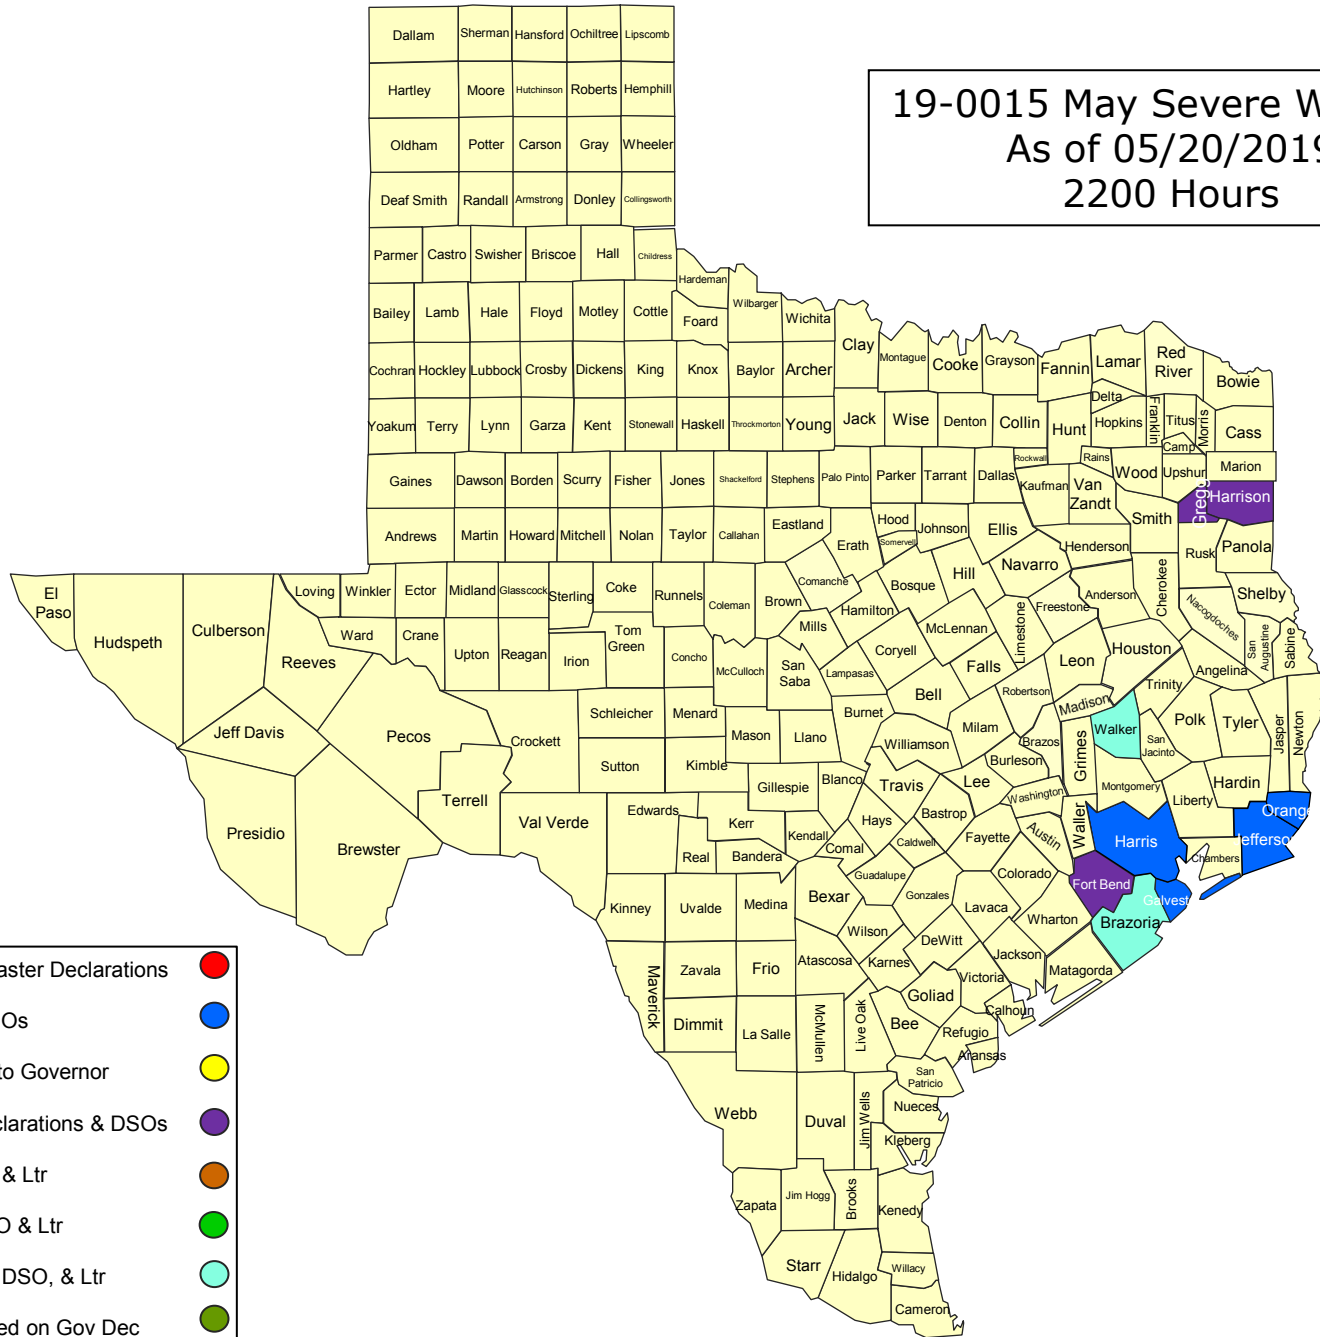 19-0015 May Severe W
As of 05/20/2019
2200 Hours
Dallam Sherman Hansford Ochiltree Lipscomb
Hartley Moore Hutchinson Roberts Hemphill
Oldham Potter Carson Gray Wheeler
Deaf Smith Randall Armstrong Donley Collingsworth
Parmer Castro Swisher Briscoe Hall Childress
Hardeman
Bailey Lamb Hale Floyd Motley Cottle Foard Wilbarger Wichita
Clay Montague Cooke Grayson Fannin Lamar Red River Bowie
Cochran Hockley Lubbock Crosby Dickens King Knox Baylor Archer
Delta
Yoakum Terry Lynn Garza Kent Stonewall Haskell Throckmorton Young Jack Wise Denton Collin Hunt Hopkins Franklin Titus Morris Cass
Camp
Gaines Dawson Borden Scurry Fisher Jones Shackelford Stephens Palo Pinto Parker Tarrant Dallas Rockwall Kaufman Rains Van Zandt Wood Upshur Marion
Gregg Harrison
Andrews Martin Howard Mitchell Nolan Taylor Callahan Eastland Erath Hood Somervell Johnson Ellis Henderson Smith Rusk Panola
El Paso Hudspeth Culberson Loving Winkler Ector Midland Glasscock Sterling Coke Runnels Coleman Brown Comanche Hamilton Bosque Hill Navarro Freestone Anderson Cherokee Nacogdoches Shelby
Reeves Ward Crane Upton Reagan Irion Tom Green Concho McCulloch San Saba Mills Lampasas Coryell McLennan Limestone Falls Leon Houston Angelina San Augustine Sabine
Jeff Davis Pecos Crockett Schleicher Menard Mason Llano Burnet Bell Milam Robertson Madison Trinity Polk Tyler Jasper Newton
Sutton Kimble Gillespie Blanco Williamson Burleson Brazos Grimes Walker San Jacinto
Presidio Brewster Terrell Val Verde Edwards Kerr Kendall Hays Travis Bastrop Lee Washington Waller Montgomery Liberty Hardin Orange
Real Bandera Comal Caldwell Fayette Austin Harris Chambers Jefferso
Kinney Uvalde Medina Bexar Guadalupe Gonzales Lavaca Colorado Fort Bend Galvest
Wilson DeWitt Wharton Brazoria
Maverick Zavala Frio Atascosa Karnes Goliad Victoria Jackson Matagorda
Dimmit La Salle McMullen Live Oak Bee Refugio Calhoun
Aransas
San Patricio
Webb Duval Jim Wells Nueces
Kleberg
Zapata Jim Hogg Brooks Kenedy
Starr Hidalgo Willacy
Cameron
aster Declarations
Os
to Governor
clarations & DSOs
& Ltr
O & Ltr
DSO, & Ltr
ed on Gov Dec